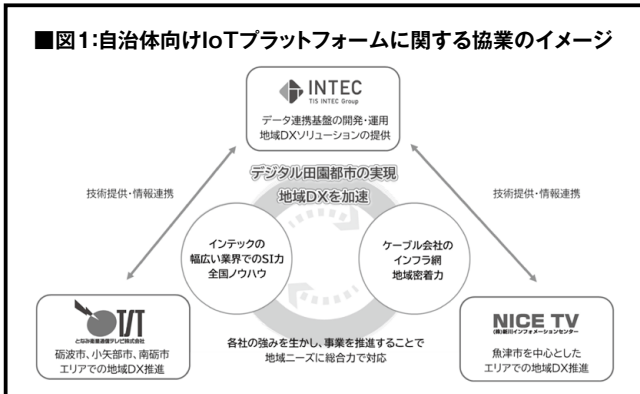 ■図1:自治体向けIoTプラットフォームに関する協業のイメージ
INTEC
TIS INTEC Group
データ連携基盤の開発・運用
地域DXソリューションの提供
デジタル田園都市の実現
地域DXを加速
技術提供・情報連携
技術提供・情報連携
インテックの
幅広い業界でのSI力
全国ノウハウ
ケーブル会社の
インフラ網
地域密着力
TST
となみ衛星通信テレビ株式会社
砺波市、小矢部市、南砺市
エリアでの地域DX推進
各社の強みを生かし、事業を推進することで
地域ニーズに総合力で対応
NICE TV
(株)新川インフォメーションセンター
魚津市を中心とした
エリアでの地域DX推進